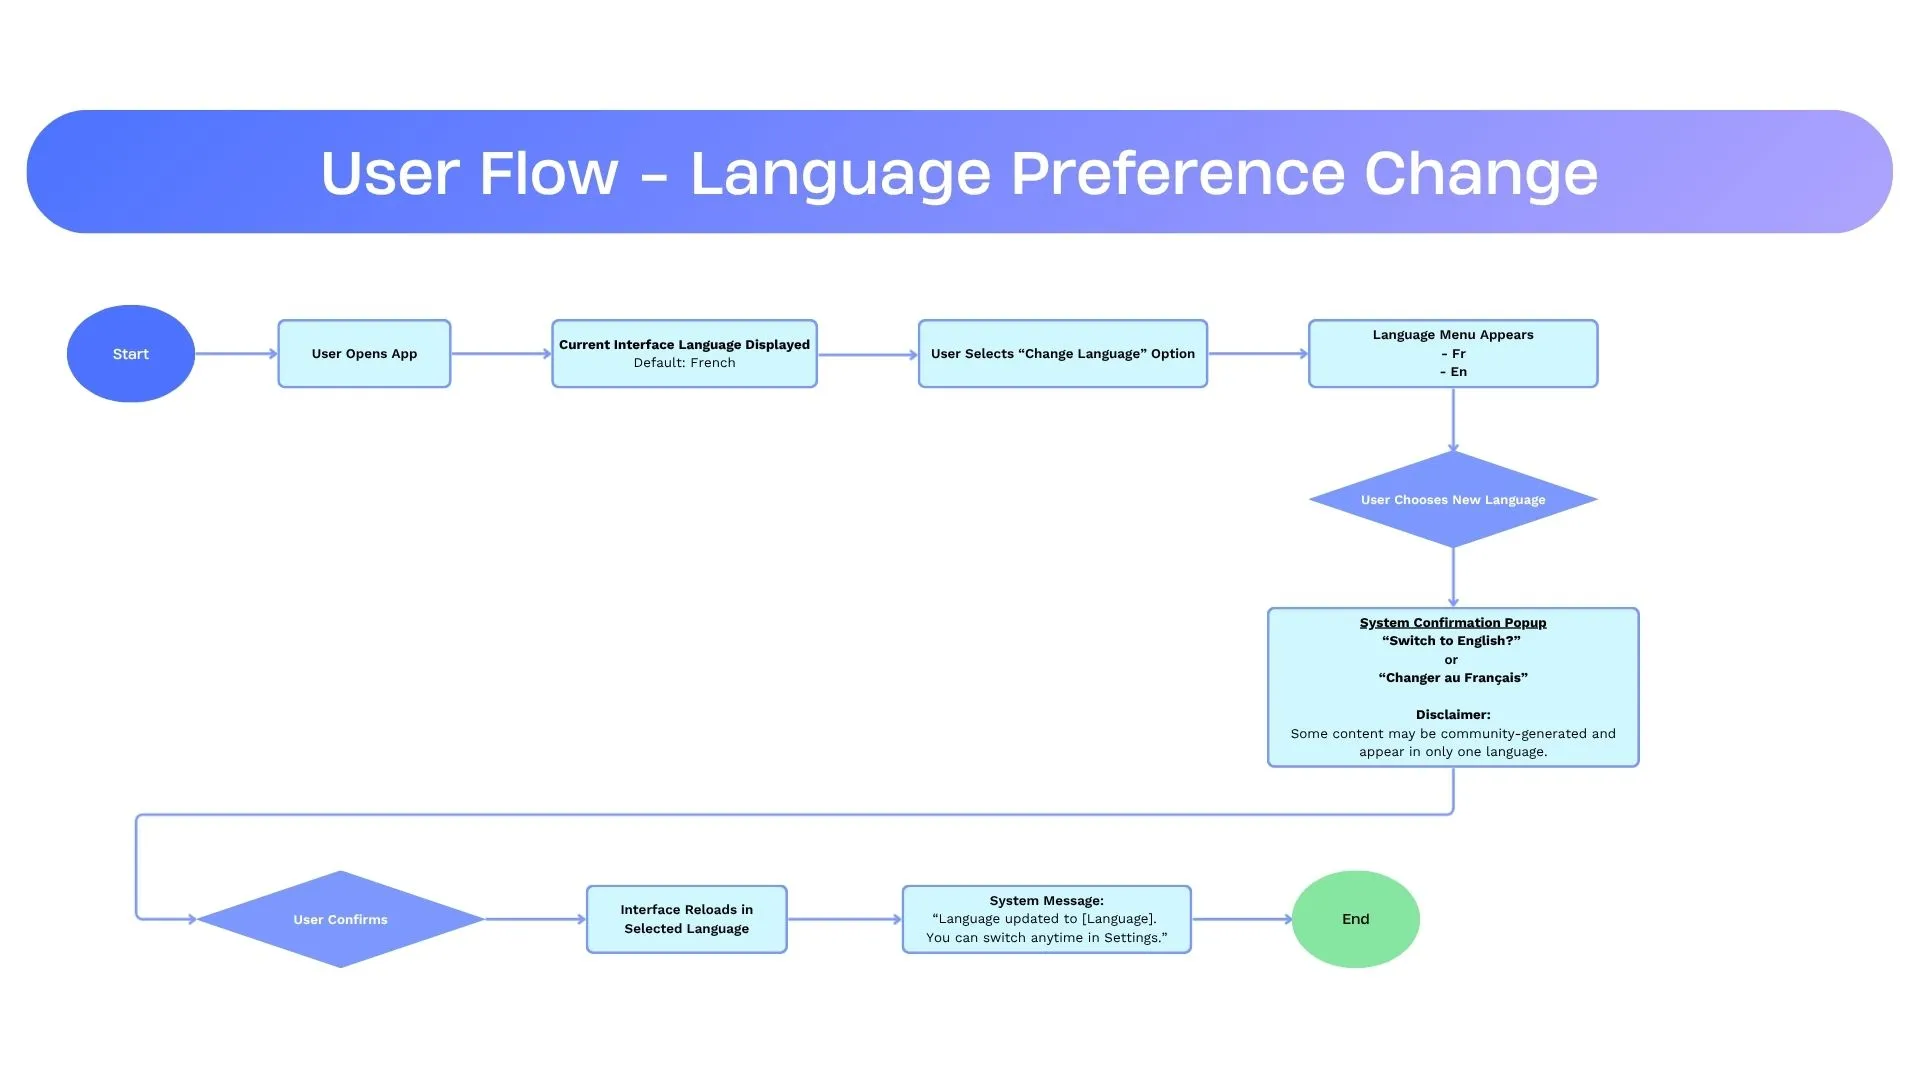 User Flow – Language Preference Change
Start
User Opens App
Current Interface Language Displayed
Default: French
User Selects “Change Language” Option
Language Menu Appears
- Fr
- En
User Chooses New Language
System Confirmation Popup
“Switch to English?”
or
“Changer au Français”
Disclaimer:
Some content may be community-generated and
appear in only one language.
User Confirms
Interface Reloads in
Selected Language
System Message:
“Language updated to [Language].
You can switch anytime in Settings.”
End